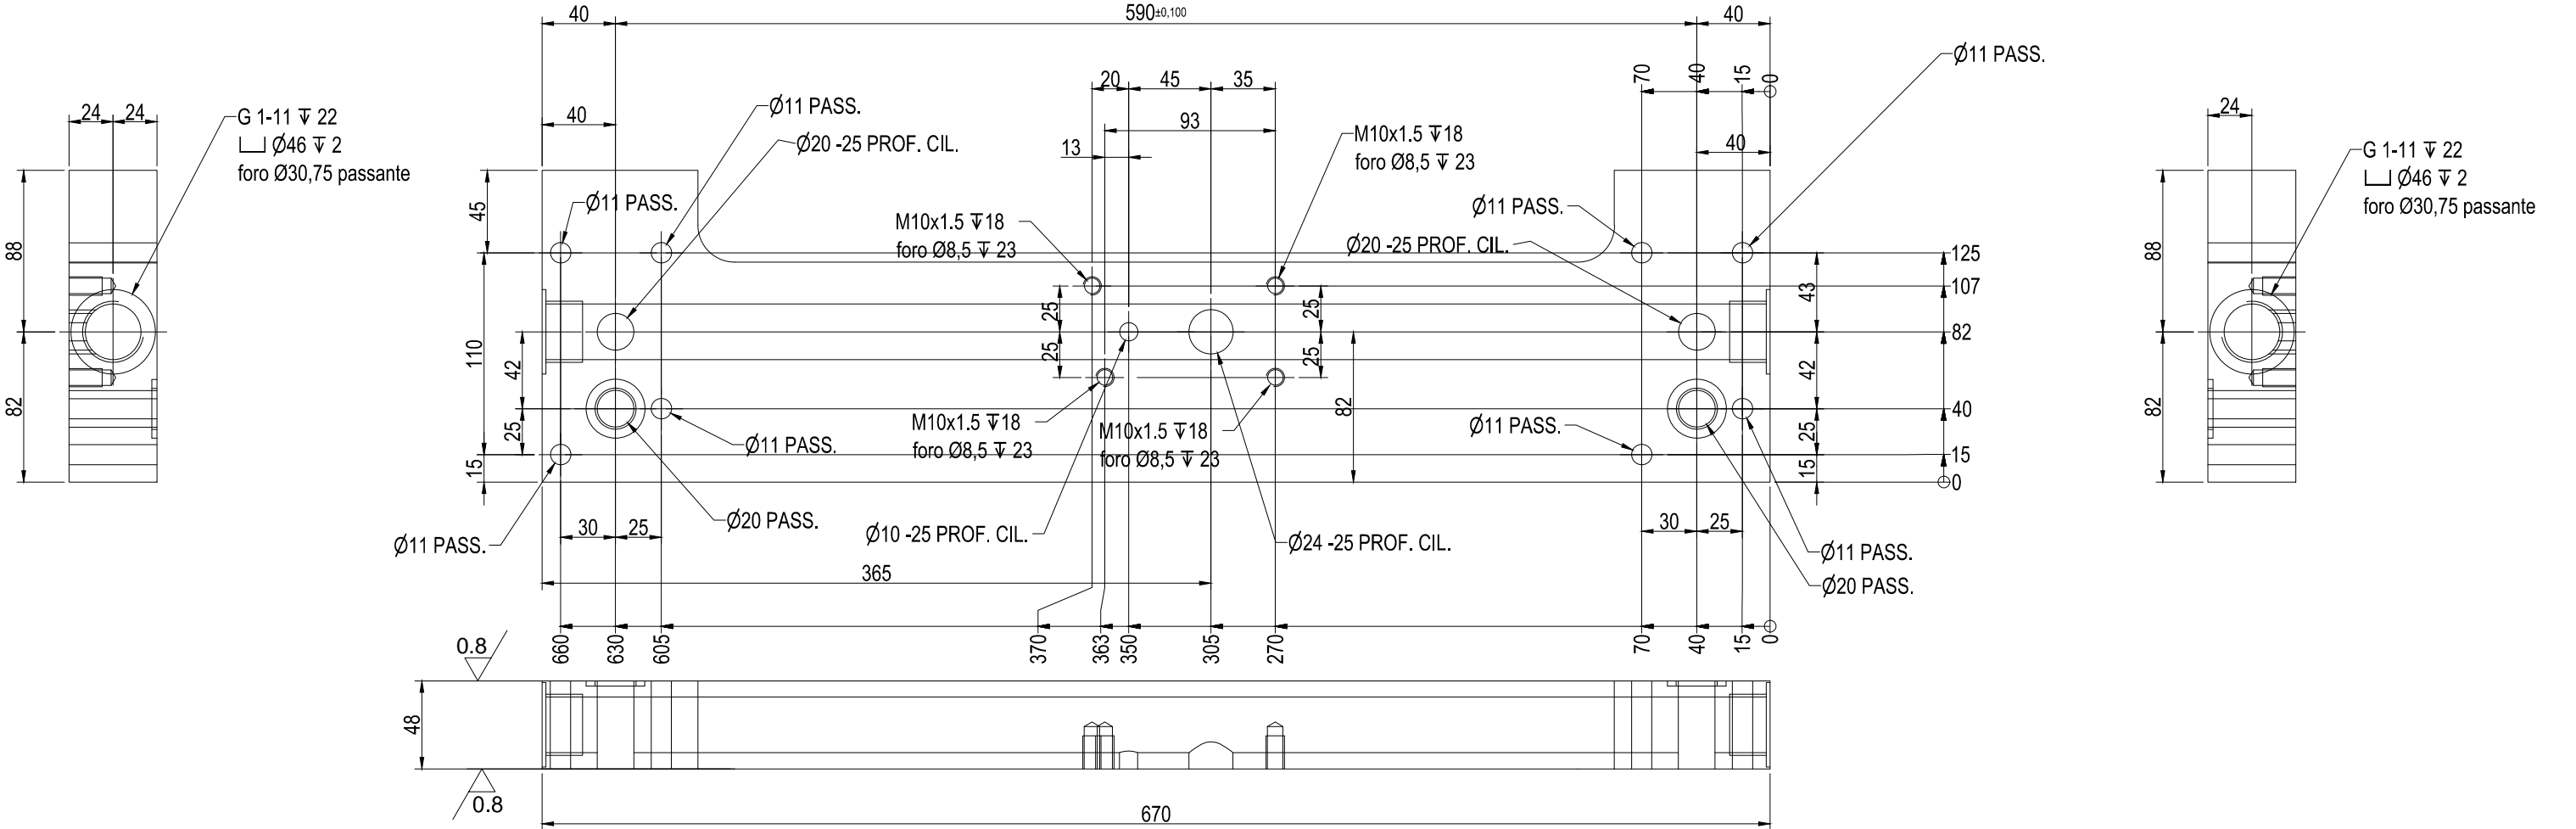 40
590±0,100
40
20
45
35
70
40
15
0
Ø11 PASS.
24
24
G 1-11 ↧ 22
⌴ Ø46 ↧ 2
foro Ø30,75 passante
40
Ø11 PASS.
Ø20 -25 PROF. CIL.
93
13
M10x1.5 ↧18
foro Ø8,5 ↧ 23
40
24
G 1-11 ↧ 22
⌴ Ø46 ↧ 2
foro Ø30,75 passante
88
82
45
Ø11 PASS.
M10x1.5 ↧18
foro Ø8,5 ↧ 23
Ø11 PASS.
Ø20 -25 PROF. CIL.
125
107
82
40
15
0
88
82
110
42
25
15
25
25
25
25
82
43
42
25
15
M10x1.5 ↧18
foro Ø8,5 ↧ 23
M10x1.5 ↧18
foro Ø8,5 ↧ 23
Ø11 PASS.
Ø11 PASS.
30
25
Ø20 PASS.
Ø11 PASS.
Ø10 -25 PROF. CIL.
Ø24 -25 PROF. CIL.
30
25
Ø11 PASS.
Ø20 PASS.
365
660
630
605
370
363
350
305
270
70
40
15
0
0.8
48
0.8
670